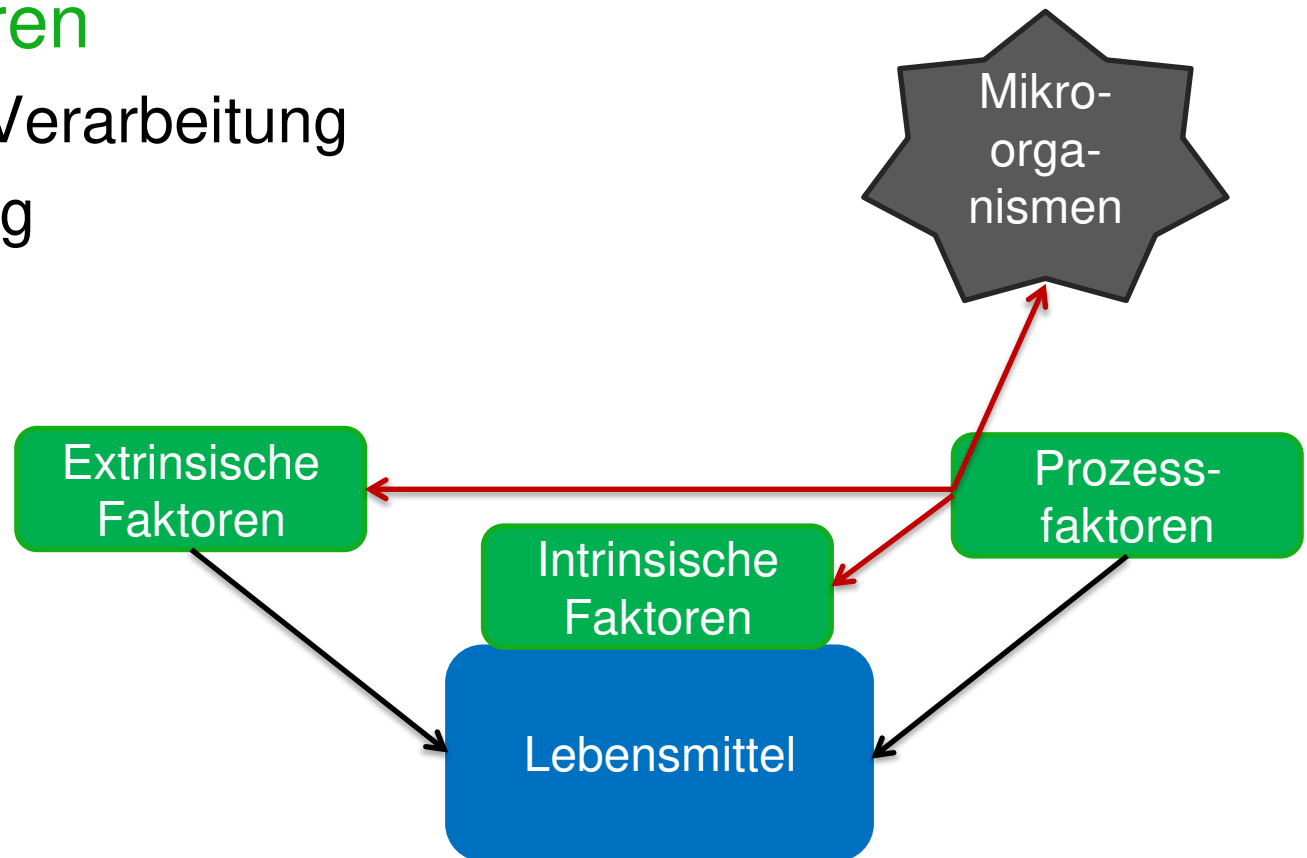 ren
Verarbeitung
g
Mikro-
orga-
nismen
Extrinsische
Faktoren
Prozess-
faktoren
Intrinsische
Faktoren
Lebensmittel